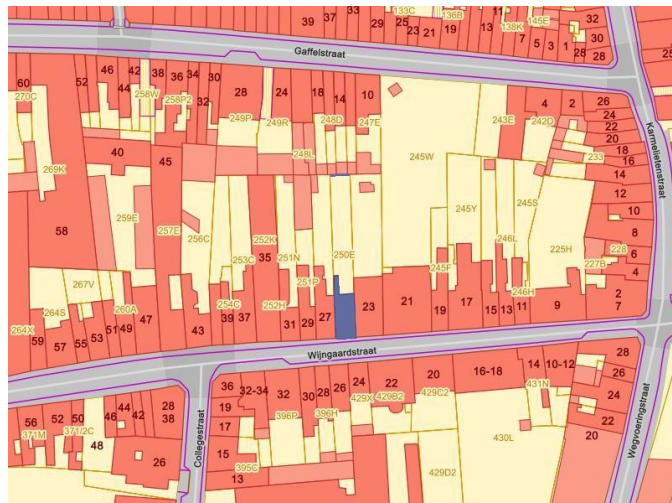 39 37 33 29 25 23 21 19 13 11 7 5 3 1 32 30 28 28
133C 136B 138K 145E
Gaffelstraat
60 52 46 44 42 38 36 34 30 32 28 24 18 14 10 4 2 26
270C 258W 258P2 249P 249R 248D 247E 243E 242D
24
22
20
18
16
14
12
10
8
6
4
2
7
Karmelietenstraat
40 45 248L 245W 233
269K 259E 257E 256C 253C 252K 35 251N 250E 245Y 245S 246L 225H 228 227B
58
267V 264S 260A 254C 252H 251P 245F 246H
264X 59 57 55 53 51 49 47 43 39 37 31 29 27 23 21 19 17 15 13 11 9
Wijngaardstraat
36 32-34 32 30 28 26 24 22 20 16-18 14 10-12 28
19 396P 396H 429X 429B2 429C2 431N 26
17 24
15 22
13 395C 429D2 430L 20
Collegestraat
Wegvoeringstraat
56 52 50 46 44 42 28
38
371M 371/2C 48 26